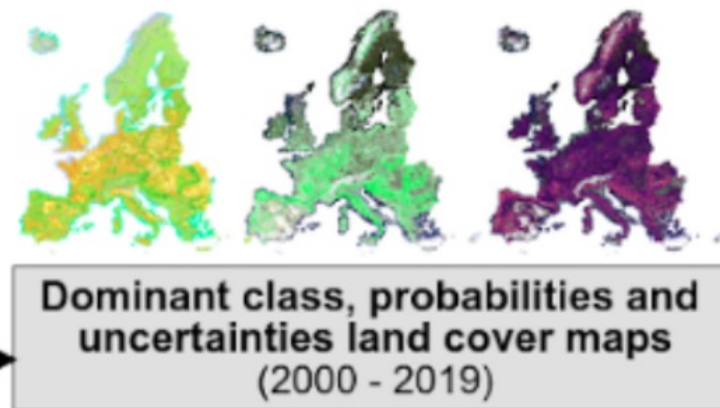 Dominant class, probabilities and
uncertainties land cover maps
(2000 - 2019)